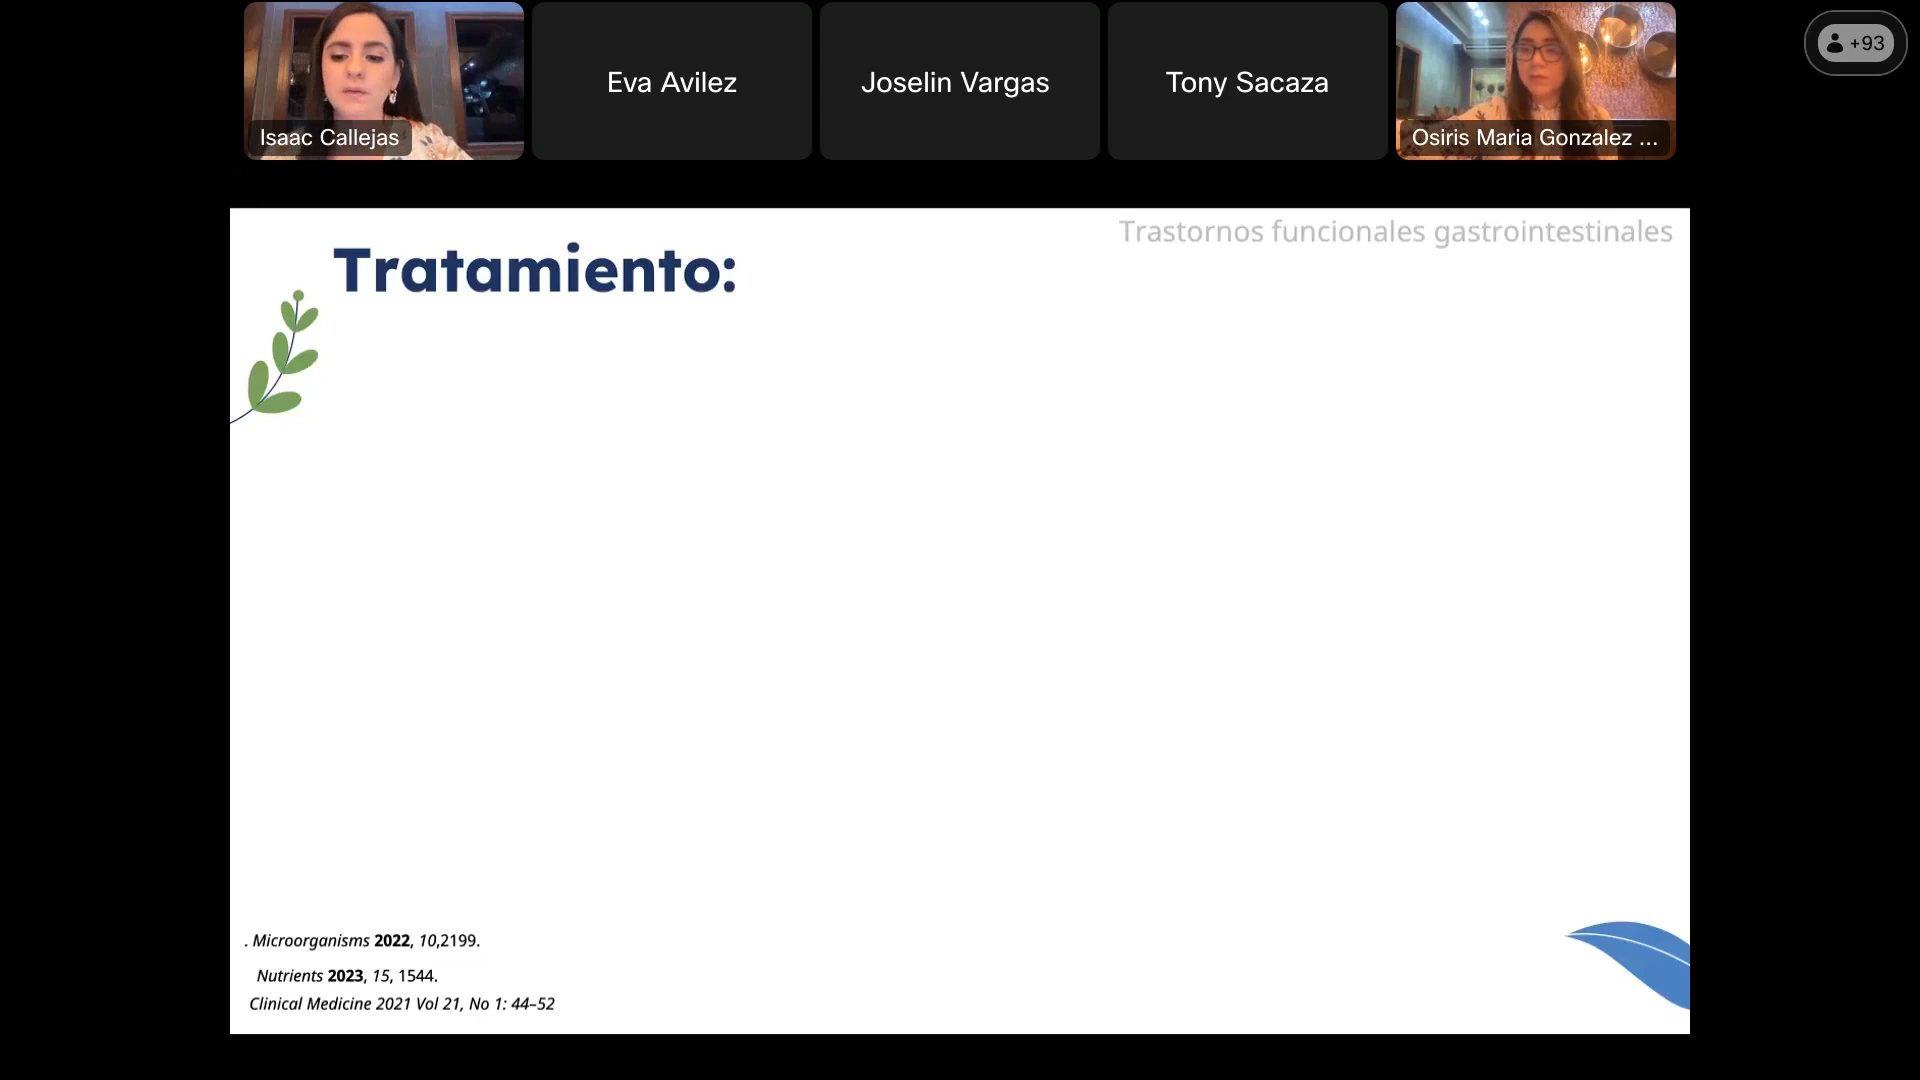 Isaac Callejas
Eva Avilez
Joselin Vargas
Tony Sacaza
Osiris Maria Gonzalez ...
+93
Trastornos funcionales gastrointestinales
Tratamiento:
. Microorganisms 2022, 10,2199.
Nutrients 2023, 15, 1544.
Clinical Medicine 2021 Vol 21, No 1: 44–52